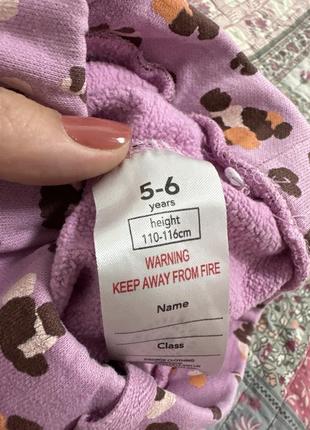 5-6
years
height
110-116cm
WARNING
KEEP AWAY FROM FIRE
Name
Class